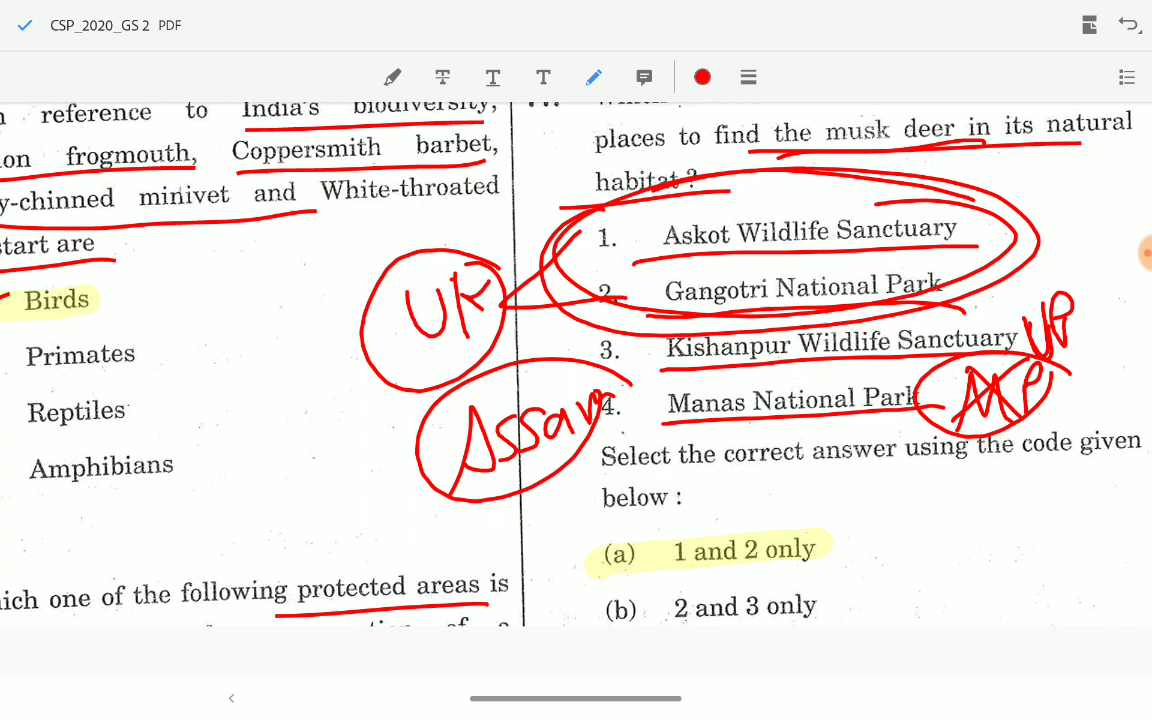 CSP_2020_GS 2 PDF
reference to India's biodiversity,
frogmouth, Coppersmith barbet,
y-chinned minivet and White-throated
start are
Birds
Primates
Reptiles
Amphibians
ich one of the following protected areas is
places to find the musk deer in its natural
habitat ?
1. Askot Wildlife Sanctuary
2. Gangotri National Park
3. Kishanpur Wildlife Sanctuary
4. Manas National Park
UK
UP
Assam
Select the correct answer using the code given
below :
(a) 1 and 2 only
(b) 2 and 3 only